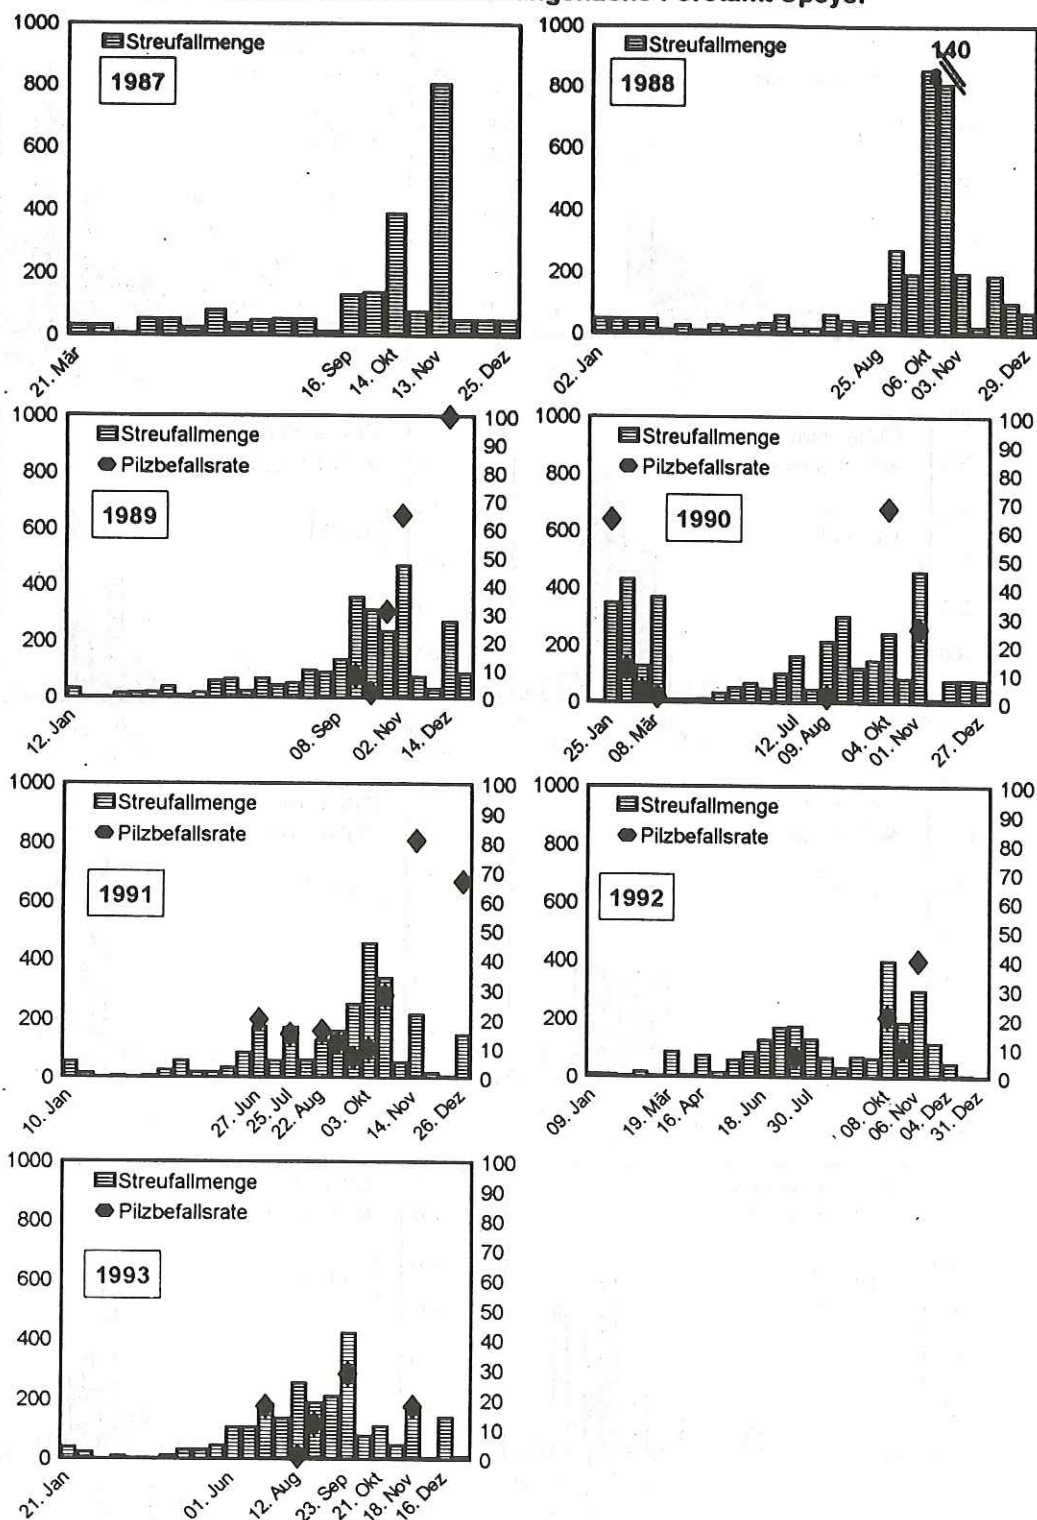 Forstamt Speyer
1000
800
600
400
200
0
Streufallmenge
1987
21. Mär
16. Sep
14. Okt
13. Nov
25. Dez
1000
800
600
400
200
0
Streufallmenge
140
1988
02. Jan
25. Aug
06. Okt
03. Nov
29. Dez
1000
800
600
400
200
0
Streufallmenge
Pilzbefallsrate
1989
100
90
80
70
60
50
40
30
20
10
0
12. Jan
08. Sep
02. Nov
14. Dez
1000
800
600
400
200
0
Streufallmenge
Pilzbefallsrate
1990
100
90
80
70
60
50
40
30
20
10
0
25. Jan
08. Mär
12. Jul
09. Aug
04. Okt
01. Nov
27. Dez
1000
800
600
400
200
0
Streufallmenge
Pilzbefallsrate
1991
100
90
80
70
60
50
40
30
20
10
0
10. Jan
27. Jun
25. Jul
22. Aug
03. Okt
14. Nov
26. Dez
1000
800
600
400
200
0
Streufallmenge
Pilzbefallsrate
1992
100
90
80
70
60
50
40
30
20
10
0
09. Jan
19. Mär
16. Apr
18. Jun
30. Jul
08. Okt
06. Nov
04. Dez
31. Dez
1000
800
600
400
200
0
Streufallmenge
Pilzbefallsrate
1993
100
90
80
70
60
50
40
30
20
10
0
21. Jan
01. Jun
12. Aug
23. Sep
21. Okt
18. Nov
16. Dez